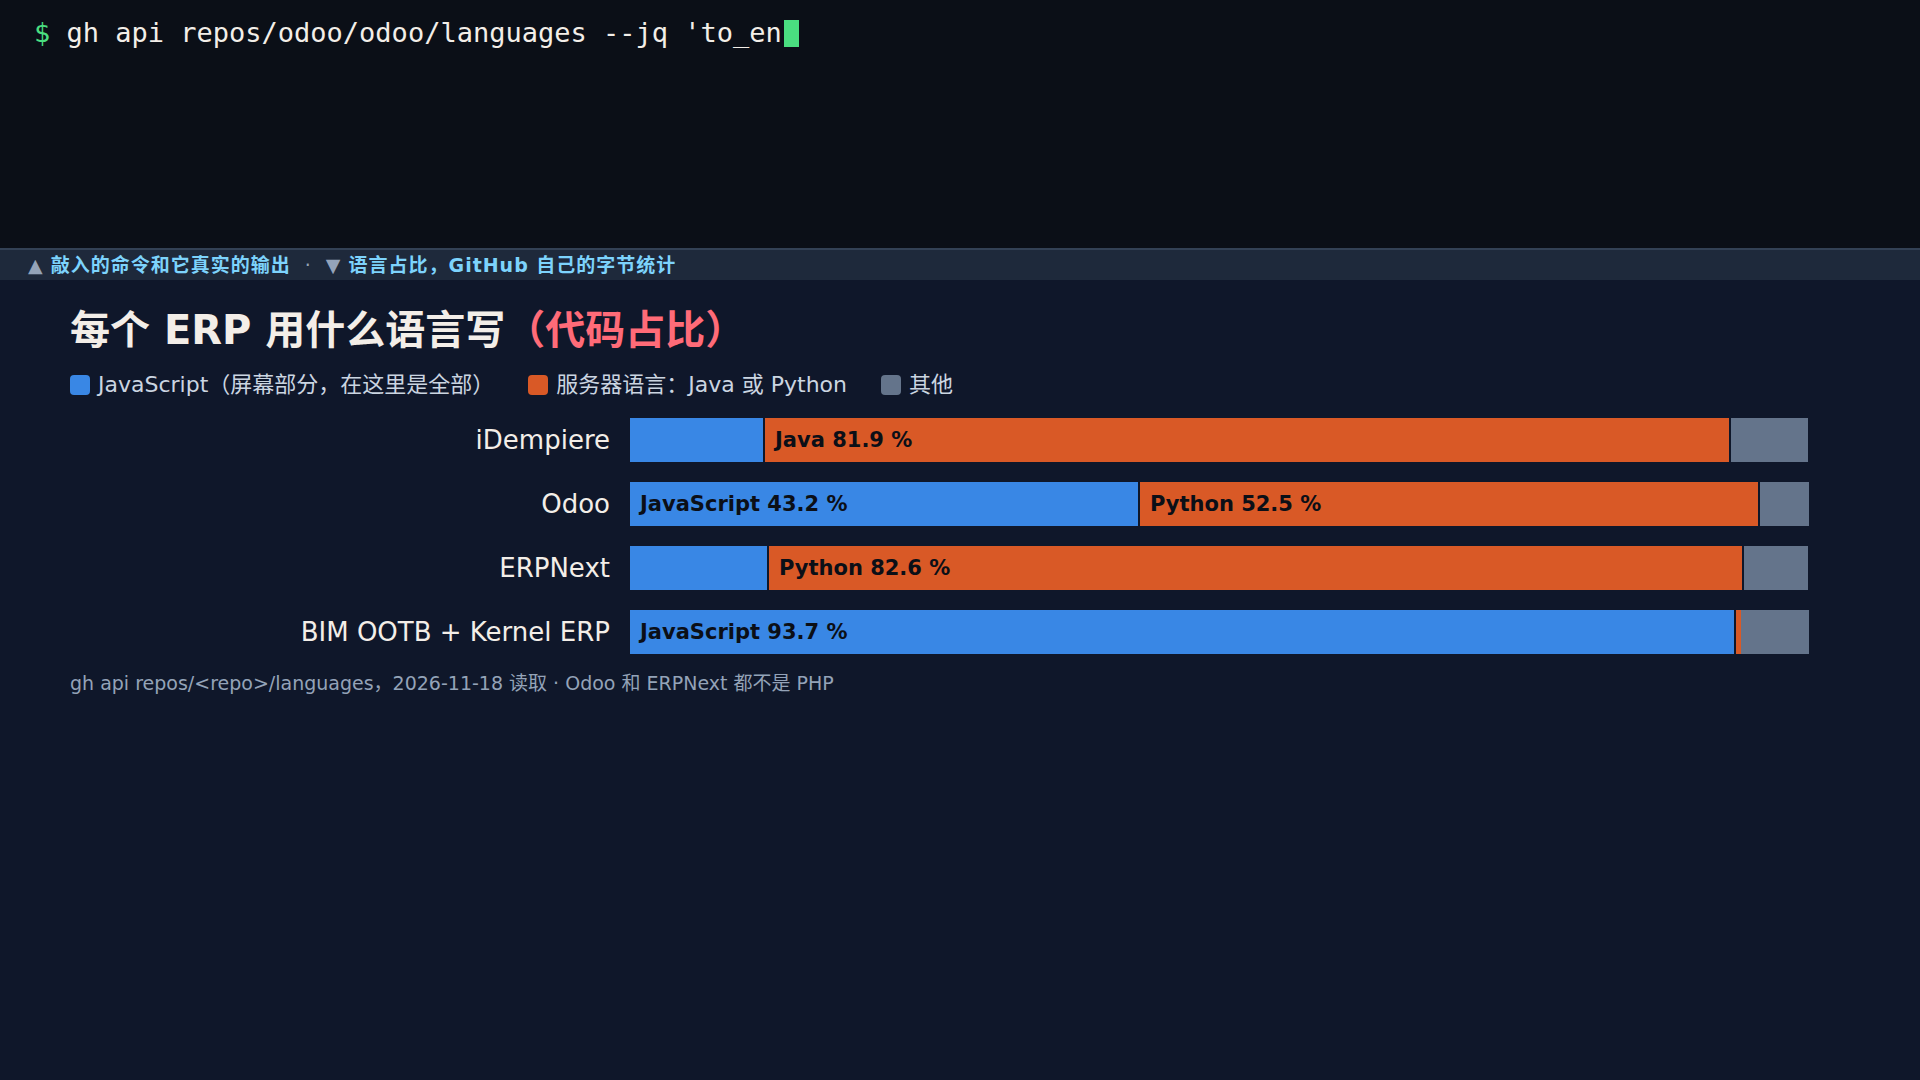 $ gh api repos/odoo/odoo/languages --jq 'to_en
▲ 敲入的命令和它真实的输出 · ▼ 语言占比，GitHub 自己的字节统计
每个 ERP 用什么语言写（代码占比）
JavaScript（屏幕部分，在这里是全部） 服务器语言：Java 或 Python 其他
iDempiere Java 81.9 %
Odoo JavaScript 43.2 % Python 52.5 %
ERPNext Python 82.6 %
BIM OOTB + Kernel ERP JavaScript 93.7 %
gh api repos/<repo>/languages，2026-11-18 读取 · Odoo 和 ERPNext 都不是 PHP